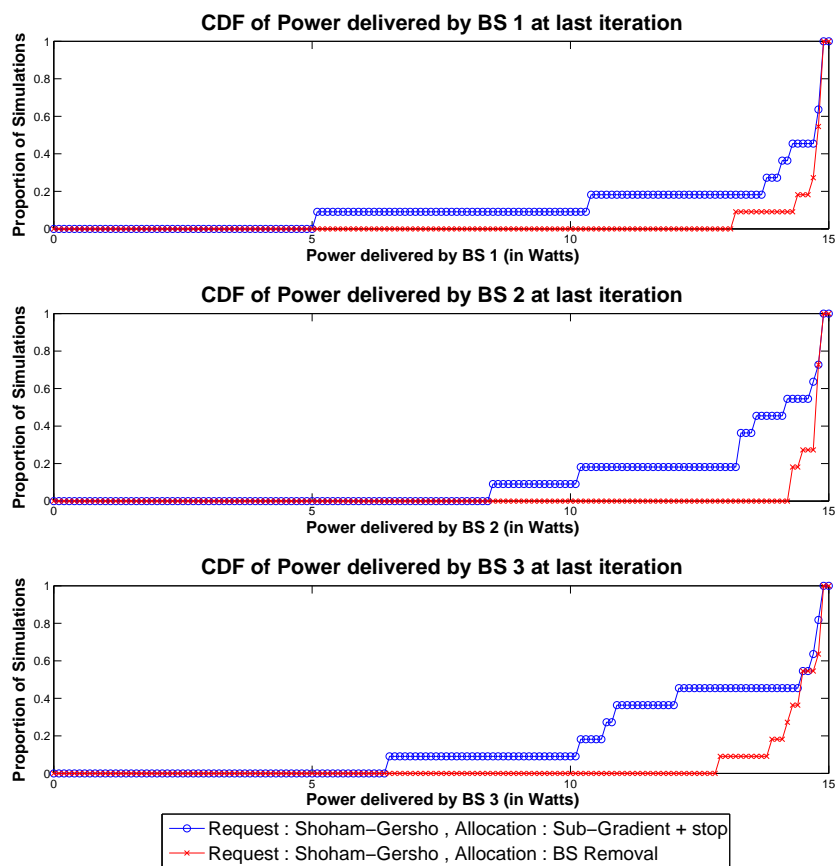 CDF of Power delivered by BS 1 at last iteration
Proportion of Simulations
1
0.8
0.6
0.4
0.2
0
0 5 10 15
Power delivered by BS 1 (in Watts)
CDF of Power delivered by BS 2 at last iteration
Proportion of Simulations
1
0.8
0.6
0.4
0.2
0
0 5 10 15
Power delivered by BS 2 (in Watts)
CDF of Power delivered by BS 3 at last iteration
Proportion of Simulations
1
0.8
0.6
0.4
0.2
0
0 5 10 15
Power delivered by BS 3 (in Watts)
Request : Shoham−Gersho , Allocation : Sub−Gradient + stop
Request : Shoham−Gersho , Allocation : BS Removal